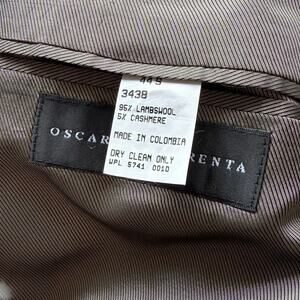 44 S
3438
95% LAMBSWOOL
5% CASHMERE
MADE IN COLOMBIA
DRY CLEAN ONLY
WPL 5741 0010
OSCAR RENTA